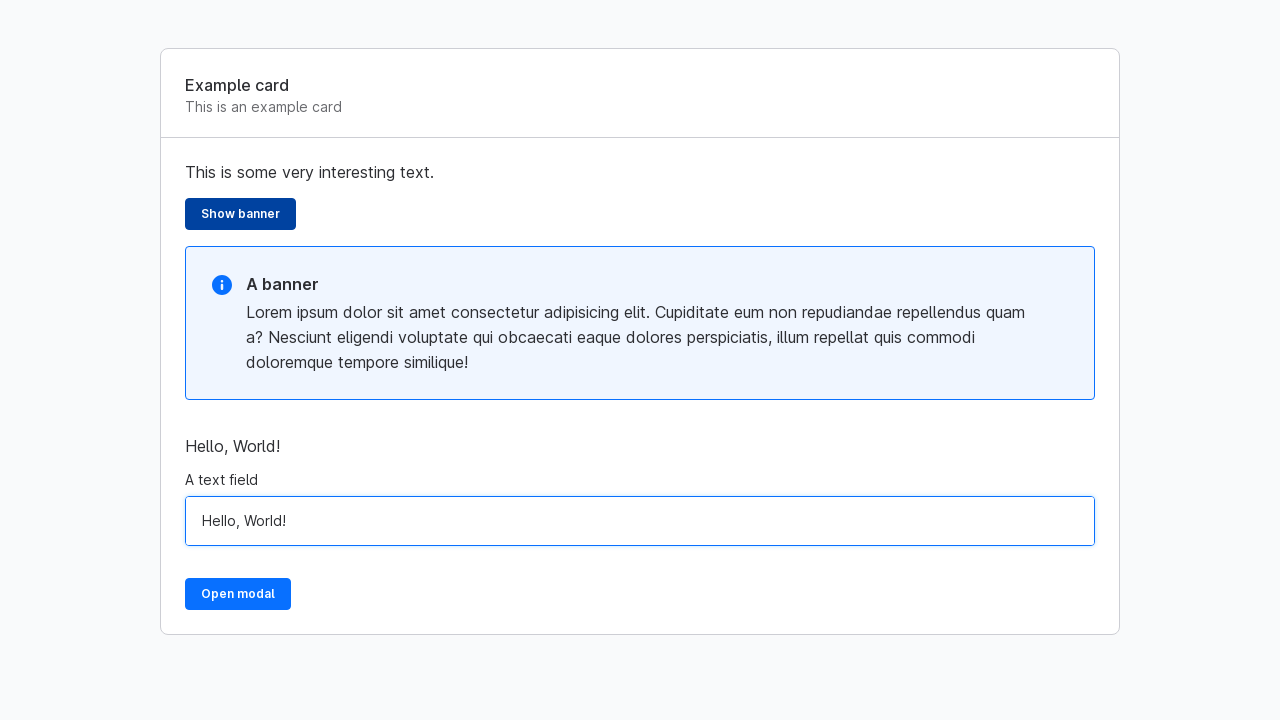 Example card
This is an example card
This is some very interesting text.
Show banner
A banner
Lorem ipsum dolor sit amet consectetur adipisicing elit. Cupiditate eum non repudiandae repellendus quam
a? Nesciunt eligendi voluptate qui obcaecati eaque dolores perspiciatis, illum repellat quis commodi
doloremque tempore similique!
Hello, World!
A text field
Hello, World!
Open modal